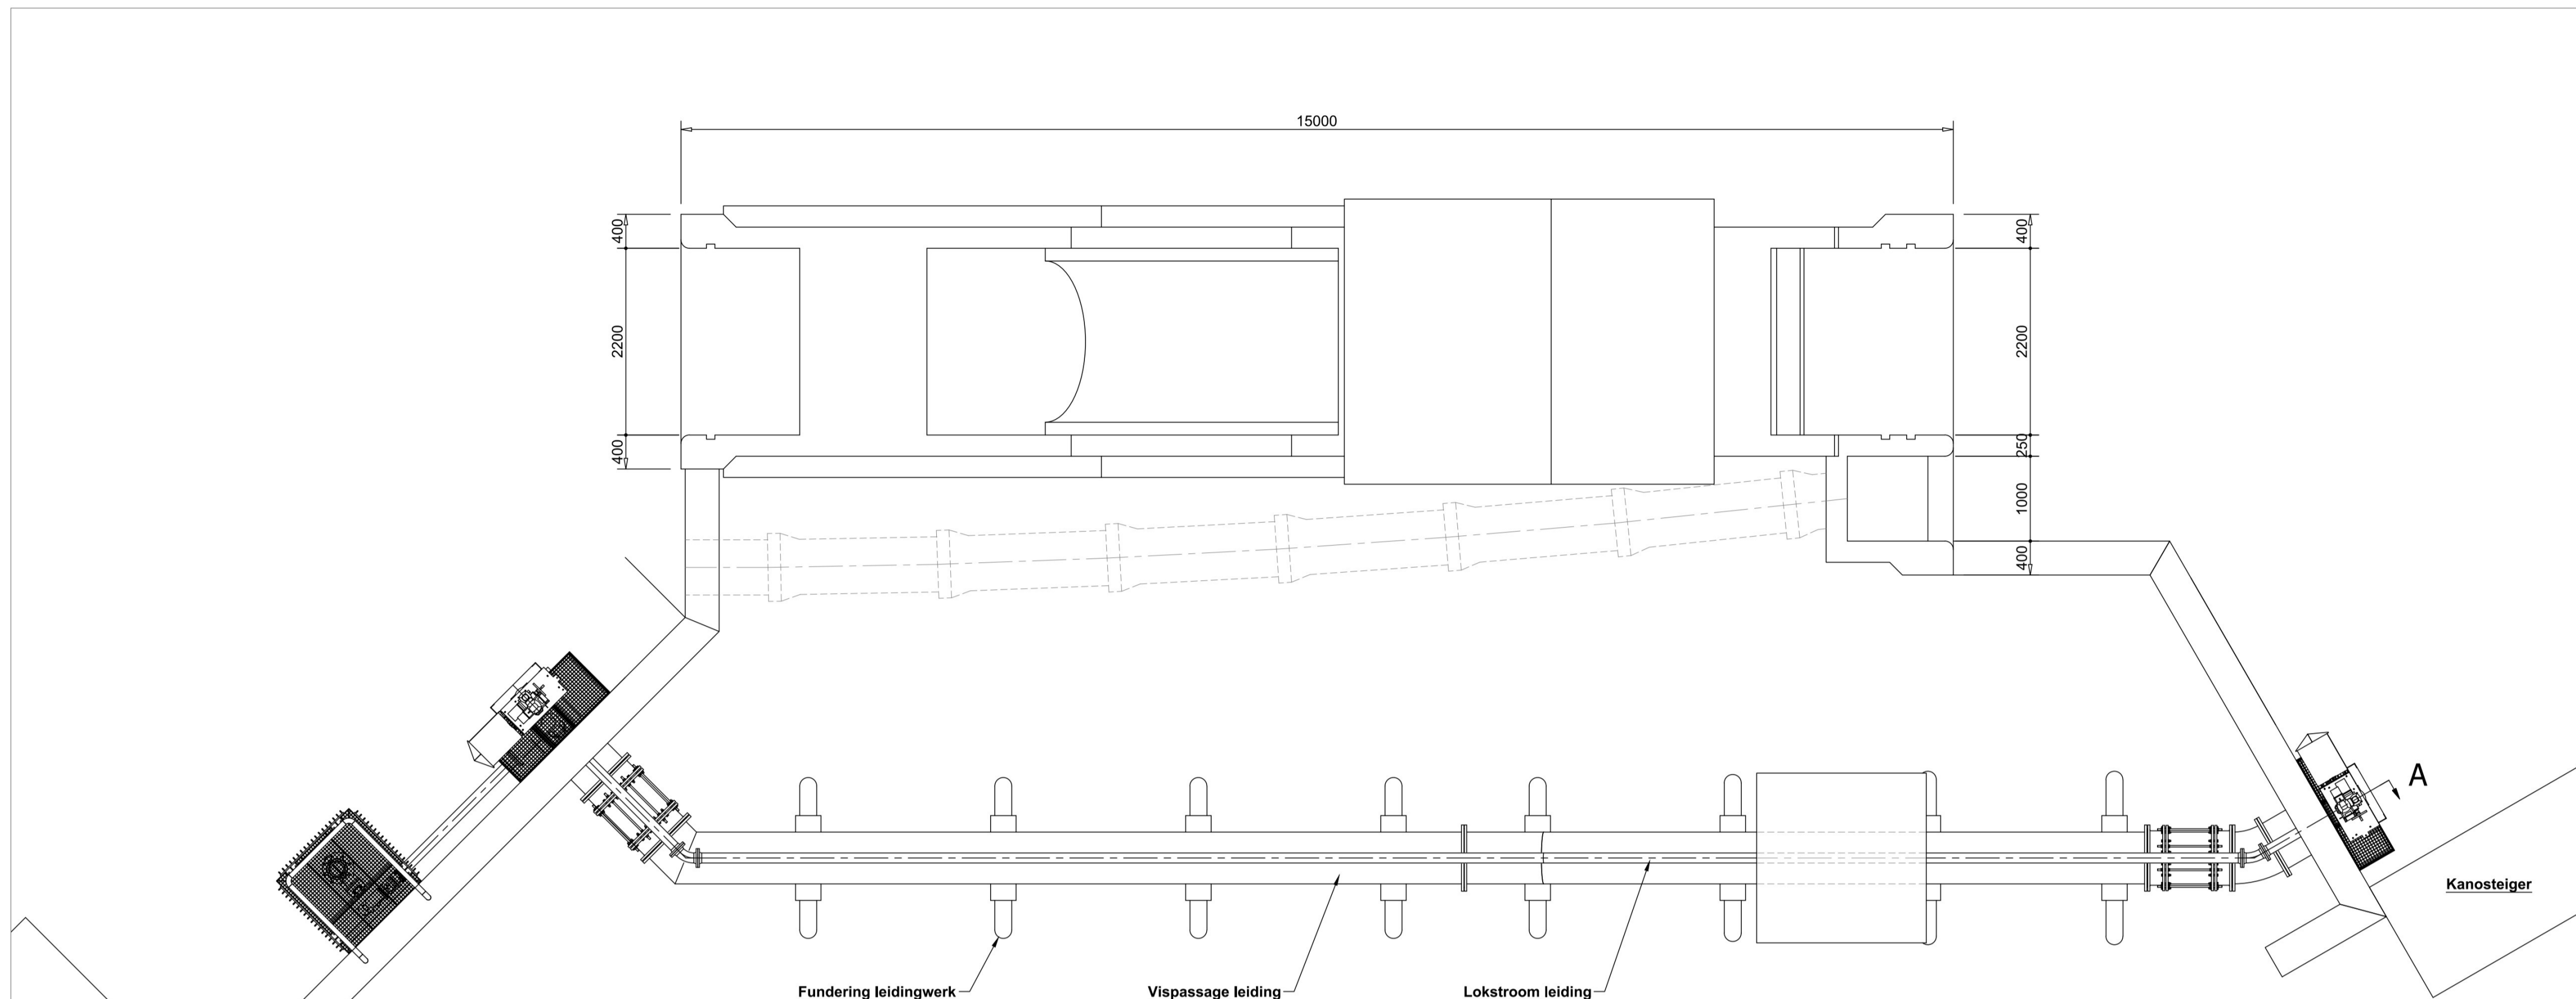 15000
400
2200
400
400
2200
250
1000
400
A
Kanosteiger
Fundering leidingwerk
Vispassage leiding
Lokstroom leiding